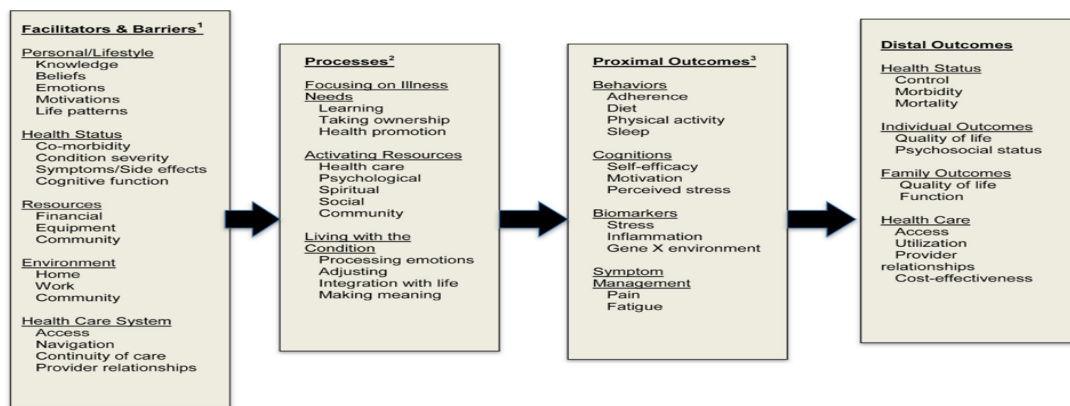 Facilitators & Barriers¹
Personal/Lifestyle
Knowledge
Beliefs
Emotions
Motivations
Life patterns
Health Status
Co-morbidity
Condition severity
Symptoms/Side effects
Cognitive function
Resources
Financial
Equipment
Community
Environment
Home
Work
Community
Health Care System
Access
Navigation
Continuity of care
Provider relationships
Processes²
Focusing on Illness
Needs
Learning
Taking ownership
Health promotion
Activating Resources
Health care
Psychological
Spiritual
Social
Community
Living with the
Condition
Processing emotions
Adjusting
Integration with life
Making meaning
Proximal Outcomes³
Behaviors
Adherence
Diet
Physical activity
Sleep
Cognitions
Self-efficacy
Motivation
Perceived stress
Biomarkers
Stress
Inflammation
Gene X environment
Symptom
Management
Pain
Fatigue
Distal Outcomes
Health Status
Control
Morbidity
Mortality
Individual Outcomes
Quality of life
Psychosocial status
Family Outcomes
Quality of life
Function
Health Care
Access
Utilization
Provider
relationships
Cost-effectiveness